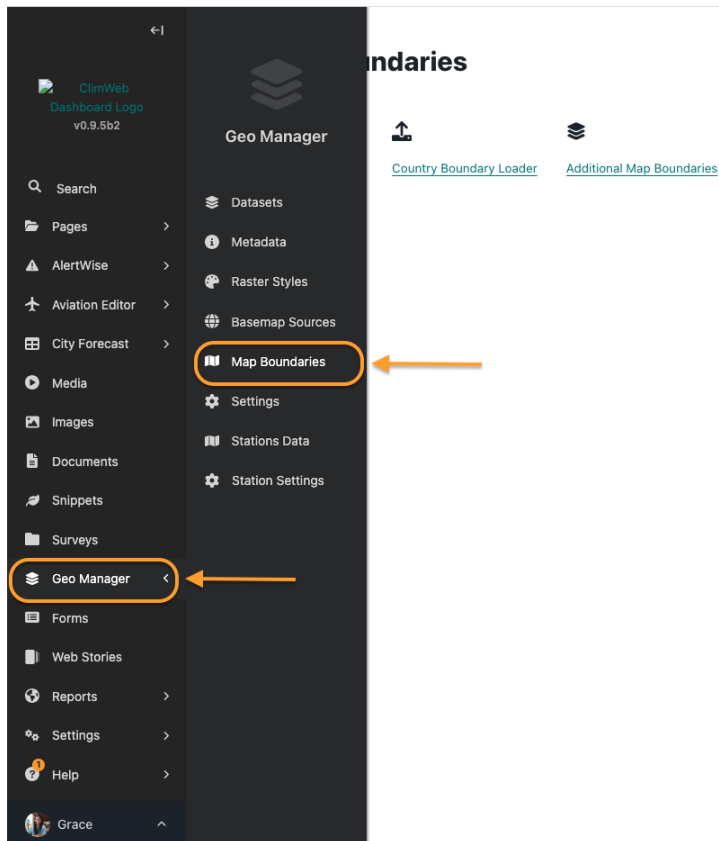 ClimWeb
Dashboard Logo
v0.9.5b2
Search
Pages
AlertWise
Aviation Editor
City Forecast
Media
Images
Documents
Snippets
Surveys
Geo Manager
Forms
Web Stories
Reports
Settings
1
Help
Grace
Geo Manager
Datasets
Metadata
Raster Styles
Basemap Sources
Map Boundaries
Settings
Stations Data
Station Settings
undaries
Country Boundary Loader
Additional Map Boundaries